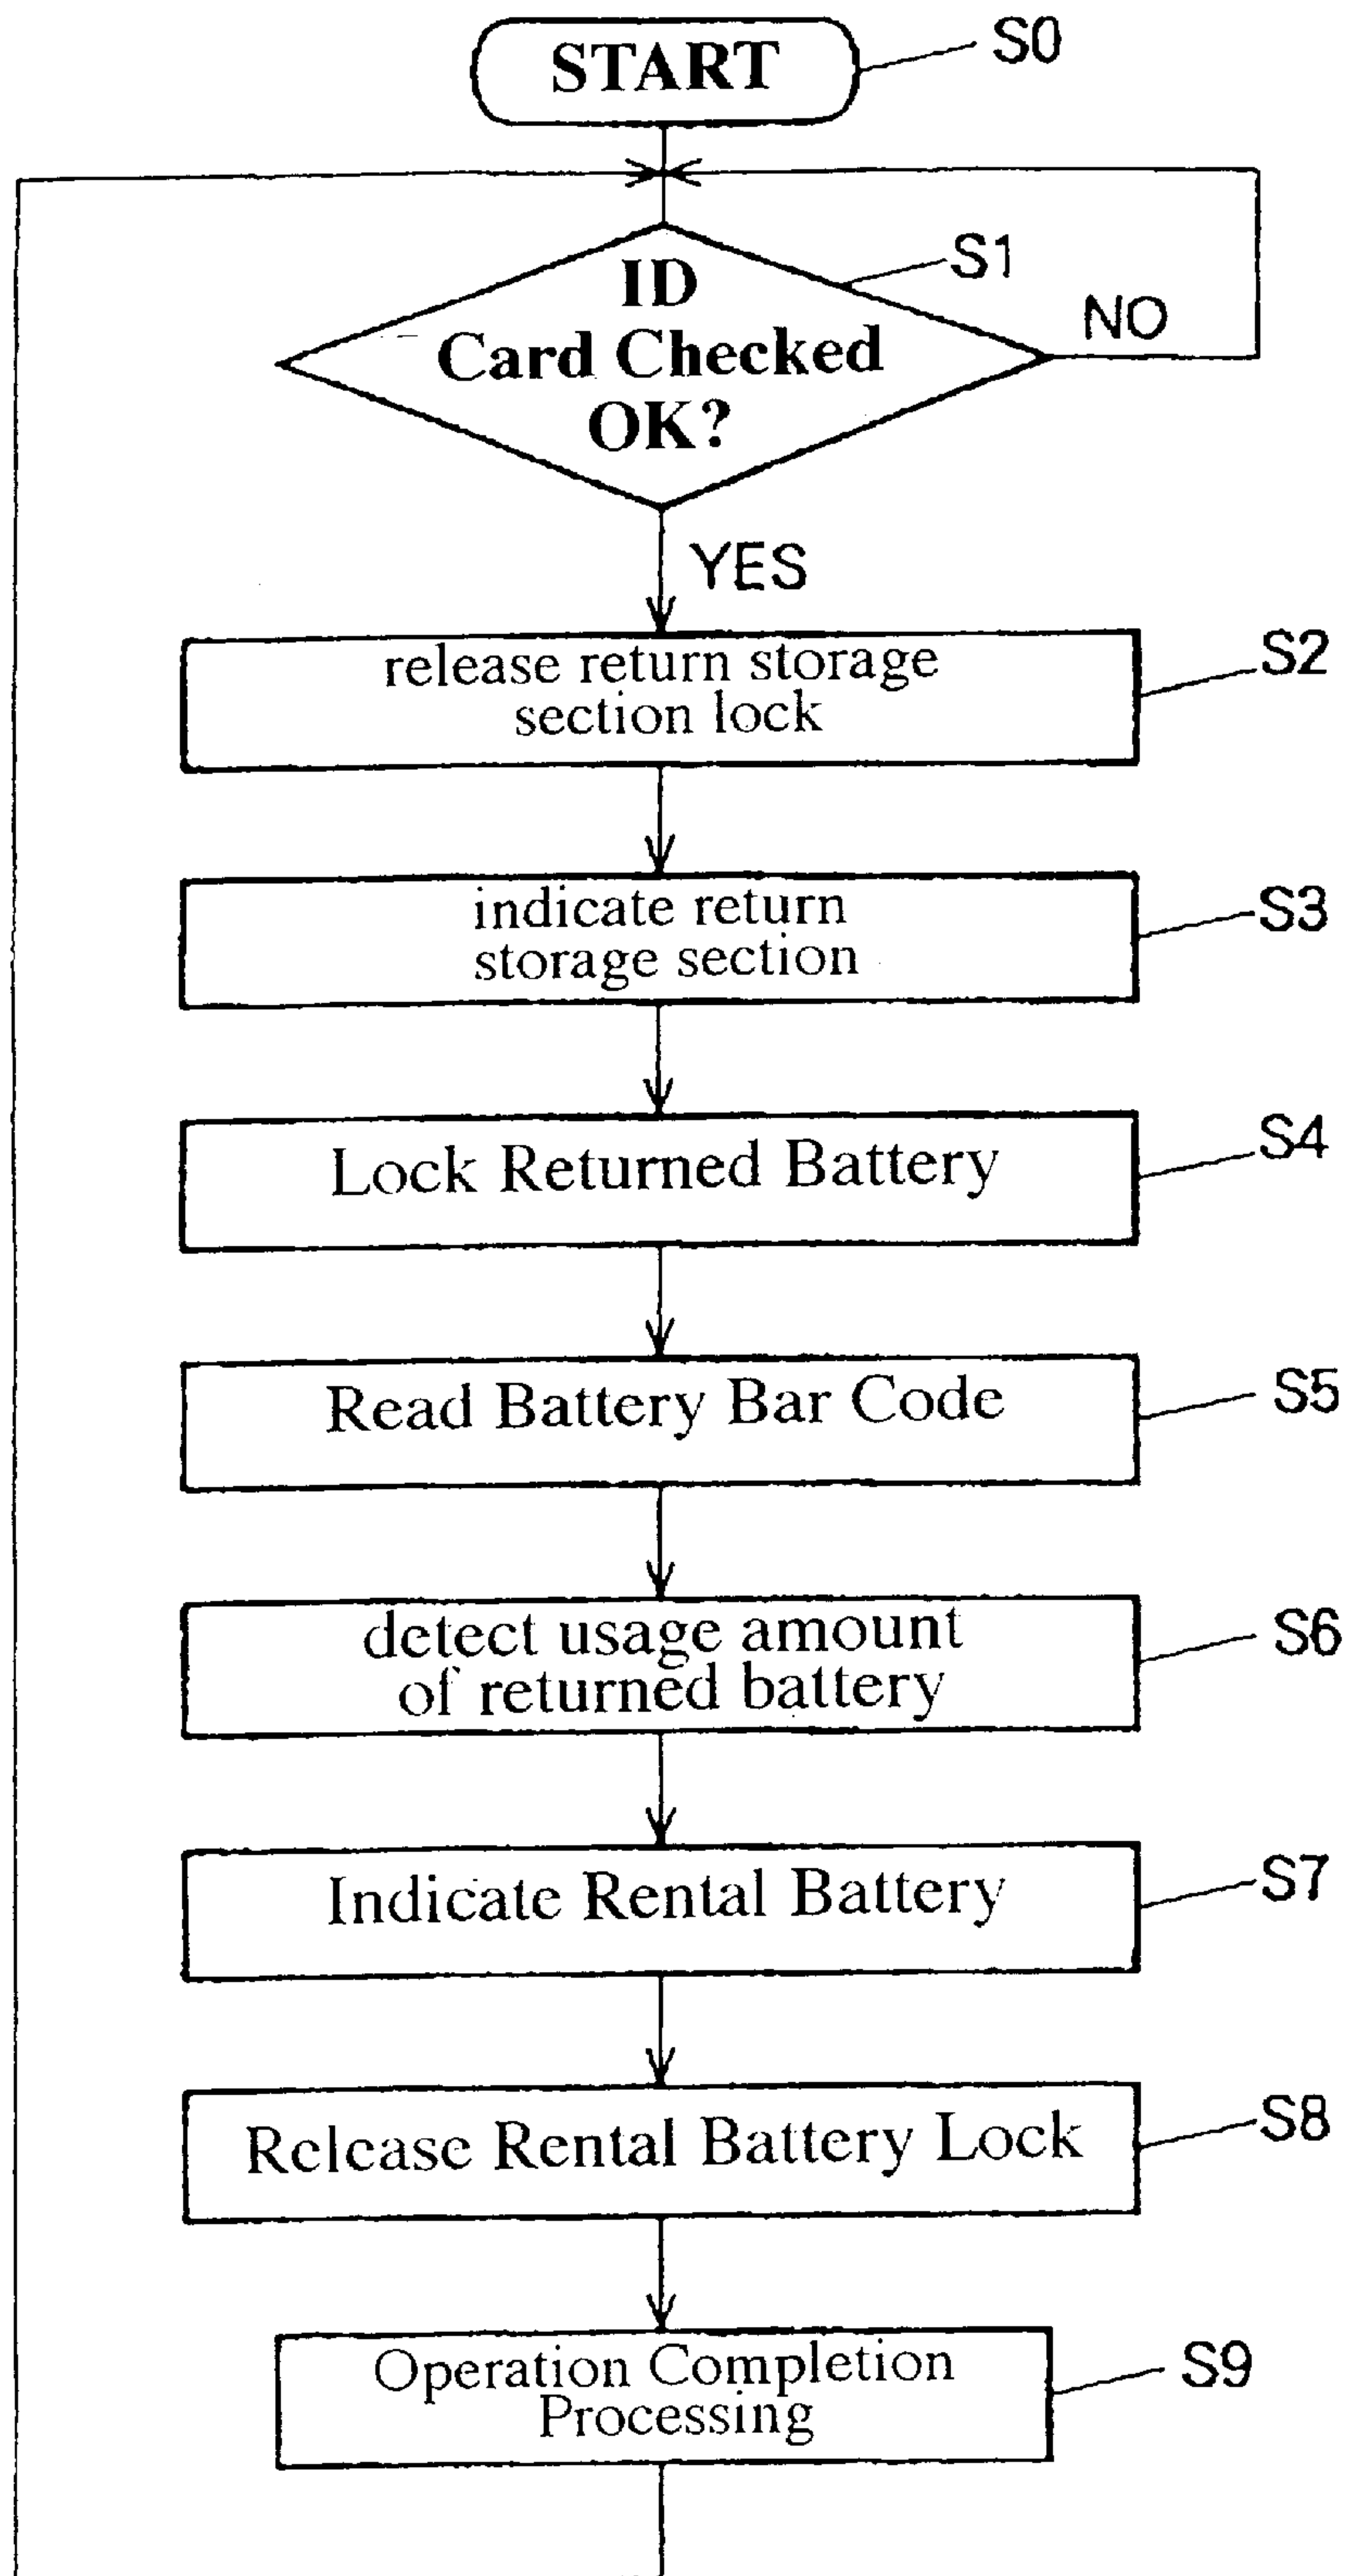 START
S0
ID
Card Checked
OK?
S1
NO
YES
release return storage
section lock
S2
indicate return
storage section
S3
Lock Returned Battery
S4
Read Battery Bar Code
S5
detect usage amount
of returned battery
S6
Indicate Rental Battery
S7
Release Rental Battery Lock
S8
Operation Completion
Processing
S9